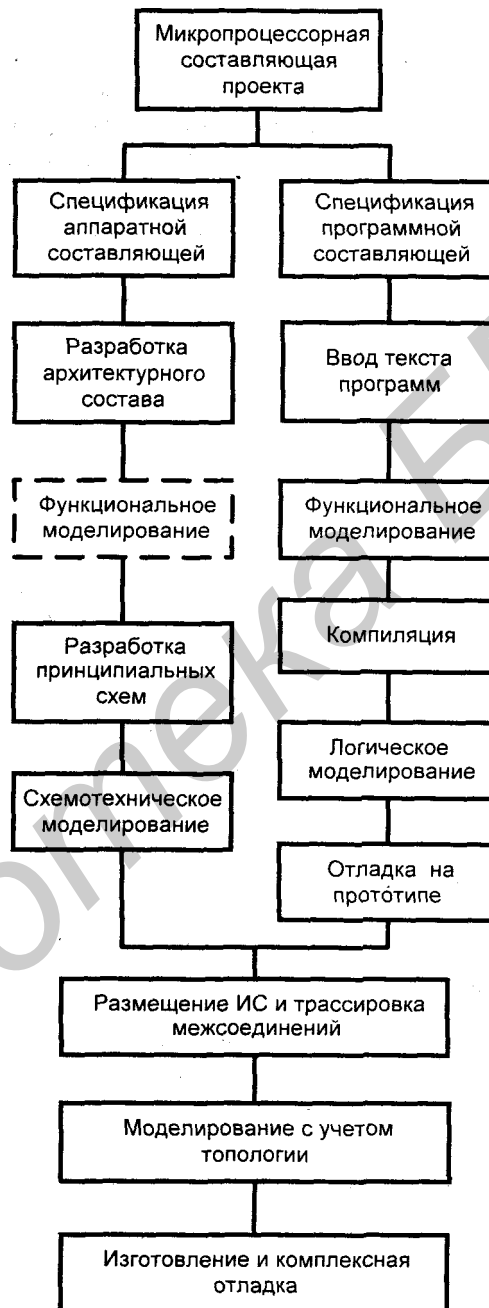 Микропроцессорная
составляющая
проекта
Спецификация
аппаратной
составляющей
Спецификация
программной
составляющей
Разработка
архитектурного
состава
Ввод текста
программ
Функциональное
моделирование
Функциональное
моделирование
Разработка
принципиальных
схем
Компиляция
Логическое
моделирование
Схемотехническое
моделирование
Отладка на
прототипе
Размещение ИС и трассировка
межсоединений
Моделирование с учетом
топологии
Изготовление и комплексная
отладка
отека Б